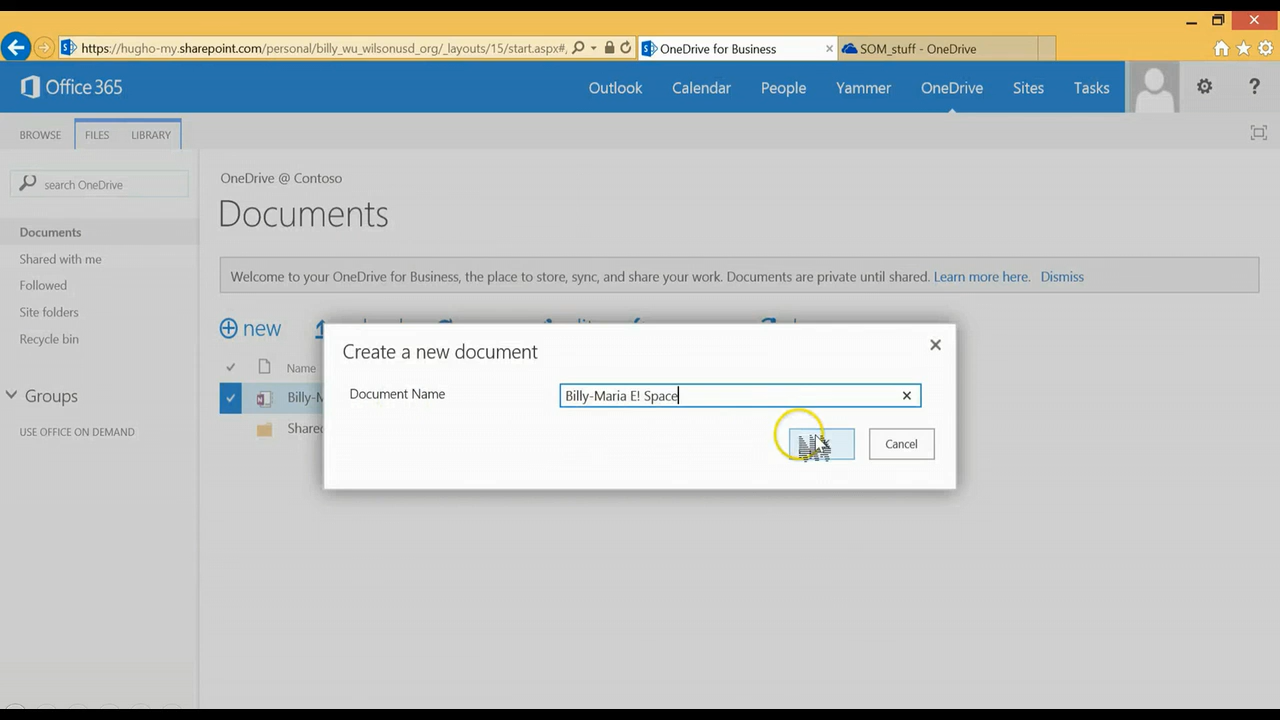 https://hugho-my.sharepoint.com/personal/billy_wu_wilsonusd_org/_layouts/15/start.aspx#, OneDrive for Business SOM_stuff - OneDrive
Office 365 Outlook Calendar People Yammer OneDrive Sites Tasks ?
BROWSE FILES LIBRARY
search OneDrive
OneDrive @ Contoso
Documents
Documents
Shared with me
Followed
Site folders
Recycle bin
Groups
USE OFFICE ON DEMAND
Welcome to your OneDrive for Business, the place to store, sync, and share your work. Documents are private until shared. Learn more here. Dismiss
new
Name
Billy-M
Shared
Create a new document
Document Name Billy-Maria E! Space
Cancel